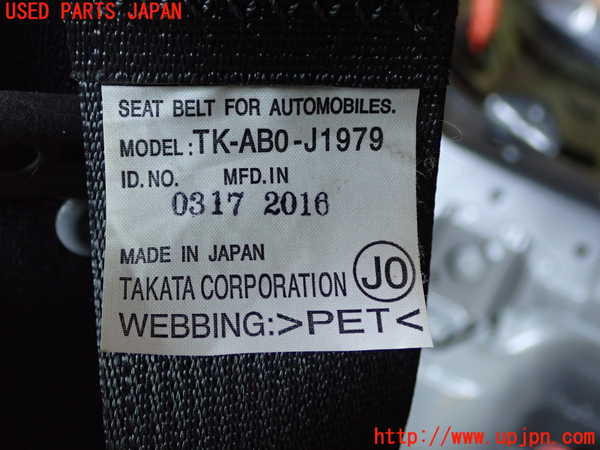 USED PARTS JAPAN
SEAT BELT FOR AUTOMOBILES.
MODEL: TK-AB0-J1979
ID.NO. MFD.IN
0317 2016
MADE IN JAPAN
TAKATA CORPORATION JO
WEBBING:>PET<
(C)UPJ
http://www.upjpn.com